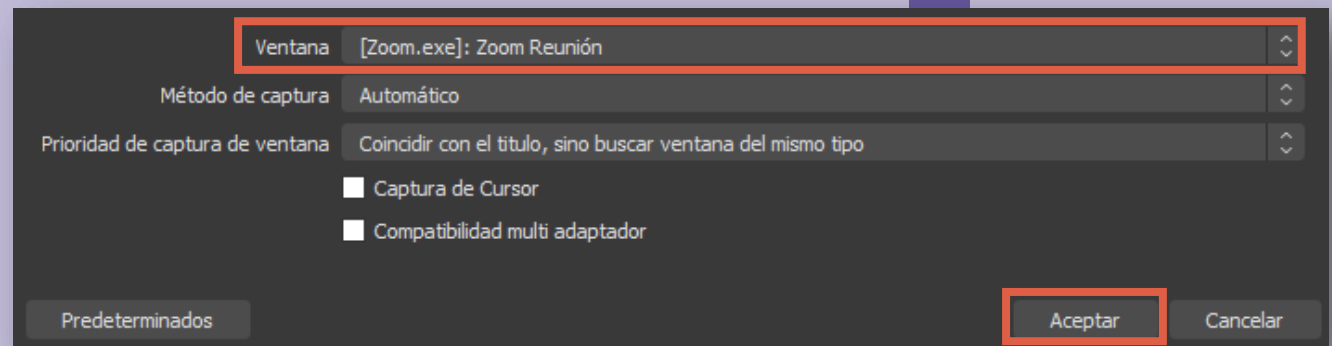 Ventana [Zoom.exe]: Zoom Reunión
Método de captura Automático
Prioridad de captura de ventana Coincidir con el titulo, sino buscar ventana del mismo tipo
Captura de Cursor
Compatibilidad multi adaptador
Predeterminados Aceptar Cancelar